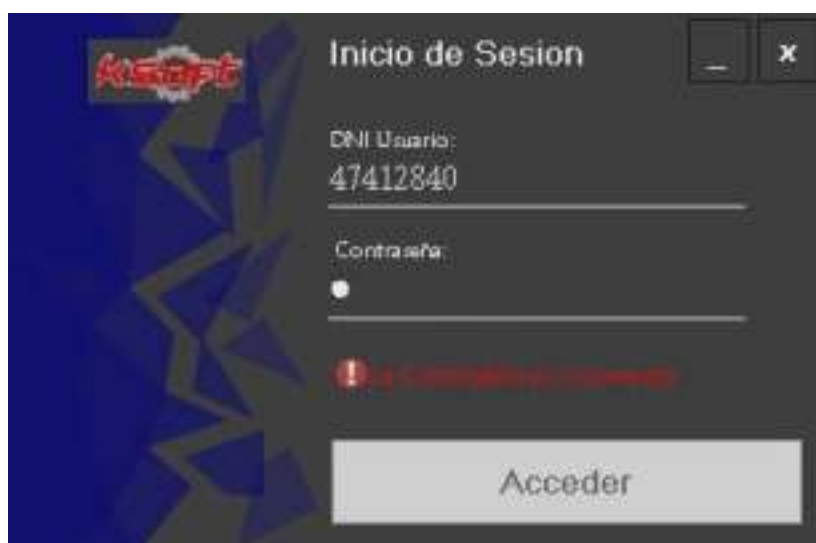 Inicio de Sesion
_ x
DNI Usuario:
47412840
Contraseña:
Acceder